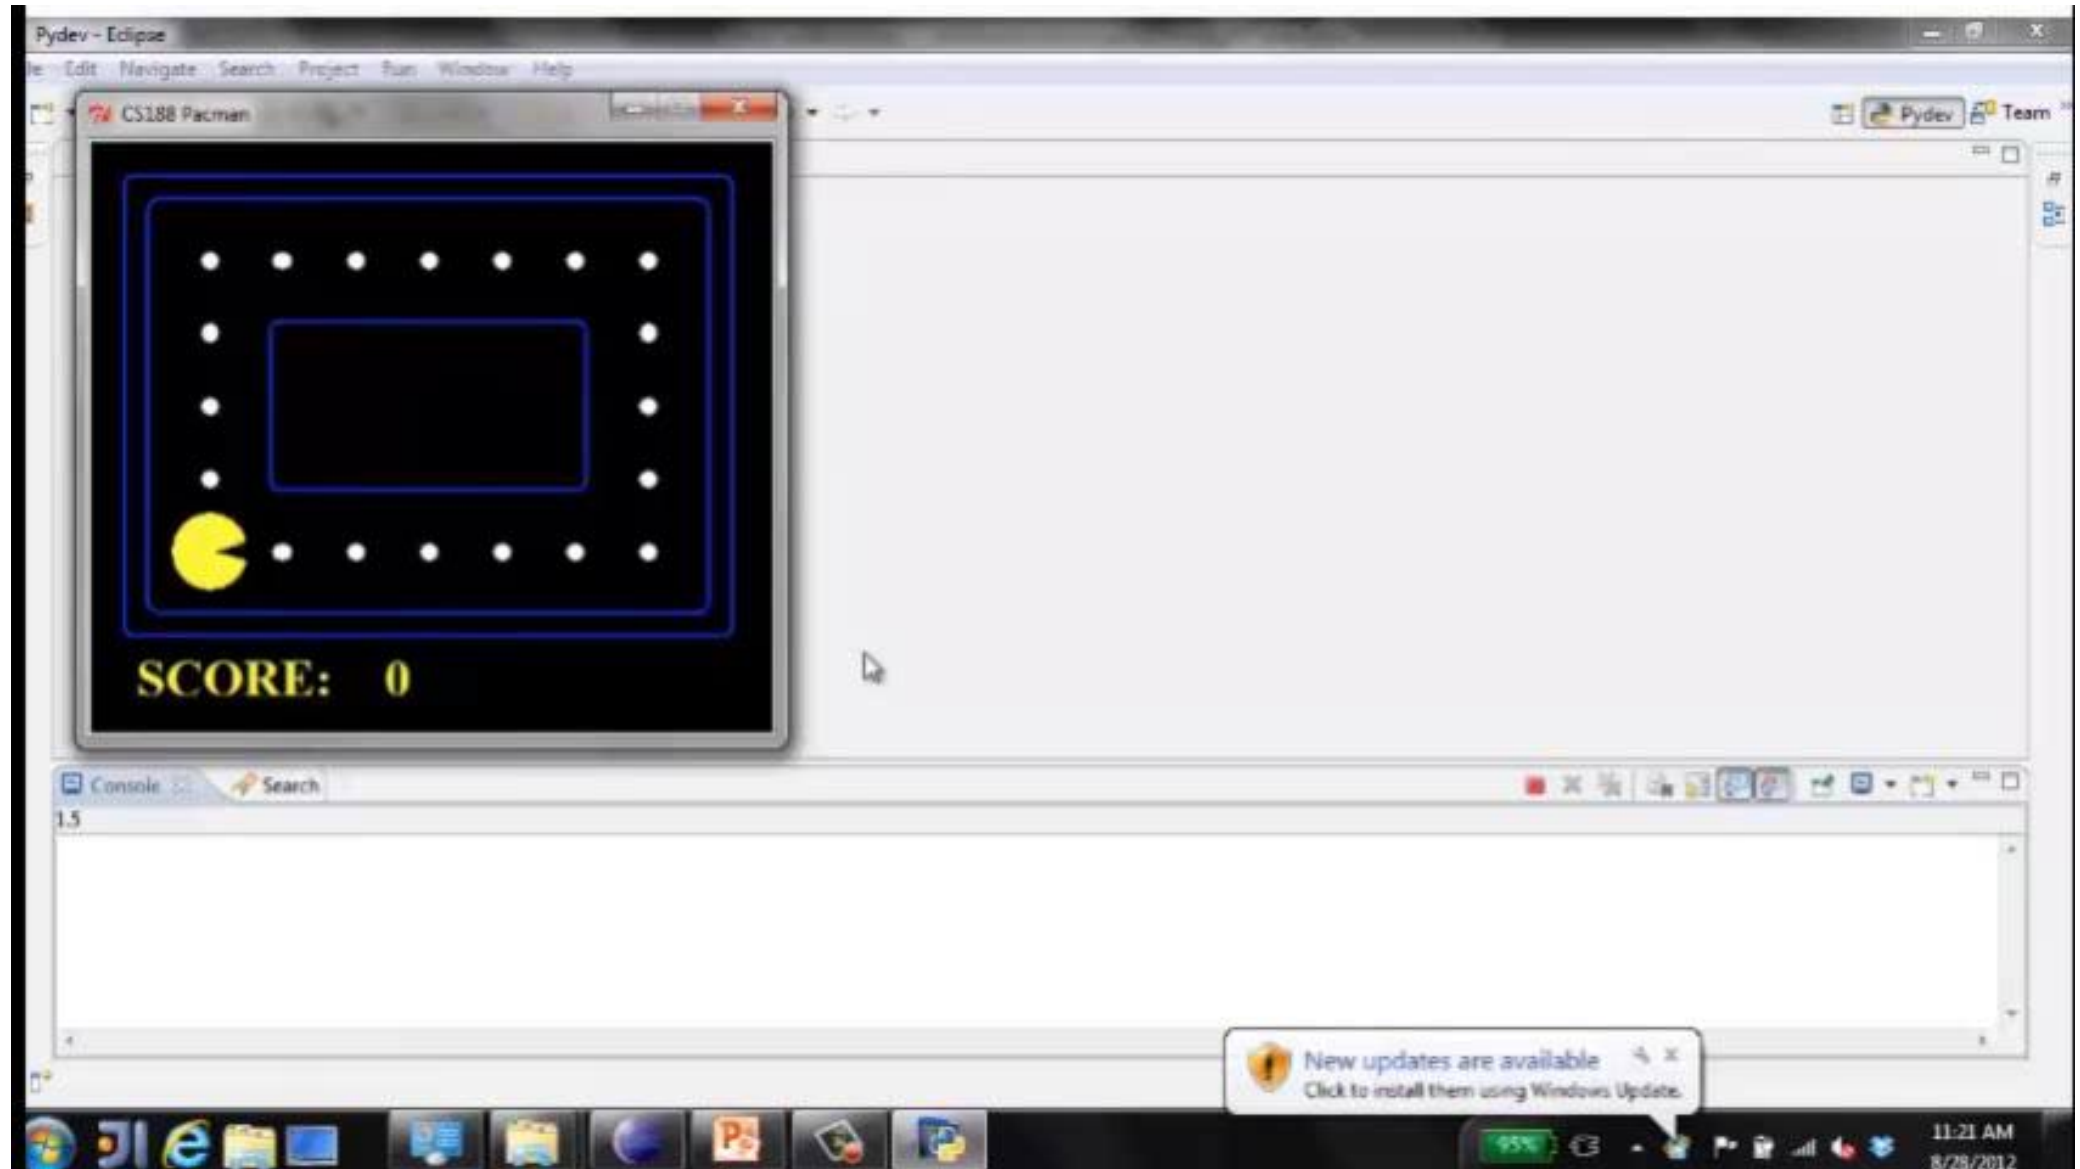 Pydev - Eclipse
Edit Navigate Search Project Run Window Help
CS188 Pacman
Pydev
Team
SCORE: 0
Console
Search
1.5
New updates are available
Click to install them using Windows Update.
95%
11:21 AM
8/28/2012